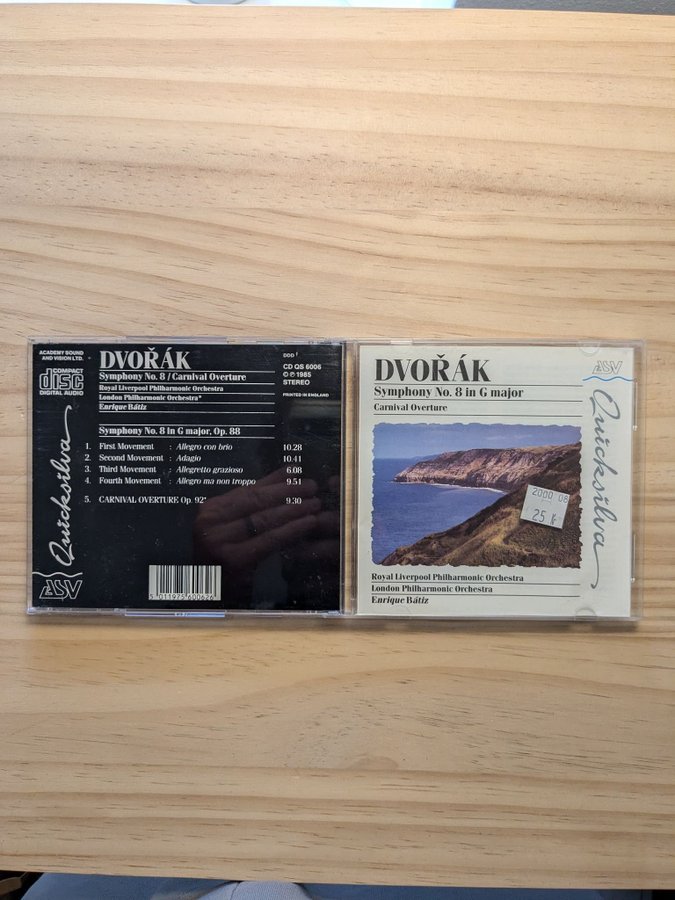 ACADEMY SOUND
AND VISION LTD.
COMPACT
disc
DIGITAL AUDIO
Quicksilva
ASV
DVOŘÁK
Symphony No. 8 / Carnival Overture
Royal Liverpool Philharmonic Orchestra
London Philharmonic Orchestra*
Enrique Bátiz
DDD
CD QS 6006
© ℗ 1985
STEREO
PRINTED IN ENGLAND
Symphony No. 8 in G major, Op. 88
1. First Movement : Allegro con brio 10.28
2. Second Movement : Adagio 10.41
3. Third Movement : Allegretto grazioso 6.08
4. Fourth Movement : Allegro ma non troppo 9.51
5. CARNIVAL OVERTURE Op. 92* 9.30
5 011975 600626
DVOŘÁK
Symphony No. 8 in G major
Carnival Overture
ASV
Quicksilva
2000 08
25 k
Royal Liverpool Philharmonic Orchestra
London Philharmonic Orchestra
Enrique Bátiz